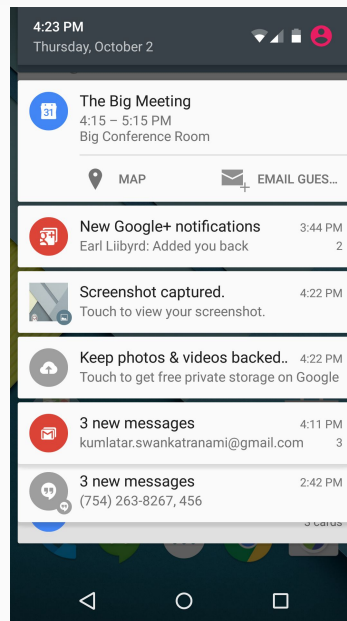 4:23 PM
Thursday, October 2
31
The Big Meeting
4:15 – 5:15 PM
Big Conference Room
MAP
EMAIL GUES...
New Google+ notifications 3:44 PM
Earl Liibyrd: Added you back 2
Screenshot captured. 4:22 PM
Touch to view your screenshot.
Keep photos & videos backed.. 4:22 PM
Touch to get free private storage on Google
3 new messages 4:11 PM
kumlatar.swankatranami@gmail.com 3
3 new messages 2:42 PM
(754) 263-8267, 456
3 cards